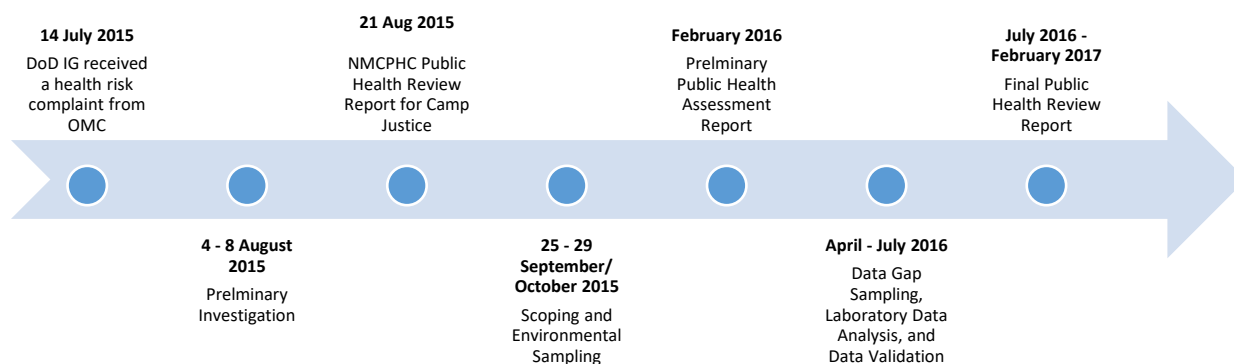 14 July 2015
DoD IG received
a health risk
complaint from
OMC
4 - 8 August
2015
Prelminary
Investigation
21 Aug 2015
NMCPHC Public
Health Review
Report for Camp
Justice
25 - 29
September/
October 2015
Scoping and
Environmental
Sampling
February 2016
Prelminary
Public Health
Assessment
Report
April - July 2016
Data Gap
Sampling,
Laboratory Data
Analysis, and
Data Validation
July 2016 -
February 2017
Final Public
Health Review
Report